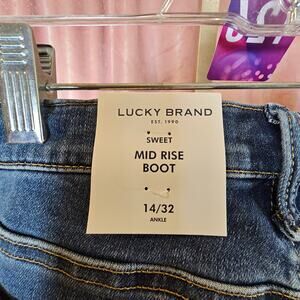 LUCKY BRAND
EST. 1990
SWEET
MID RISE
BOOT
14/32
ANKLE